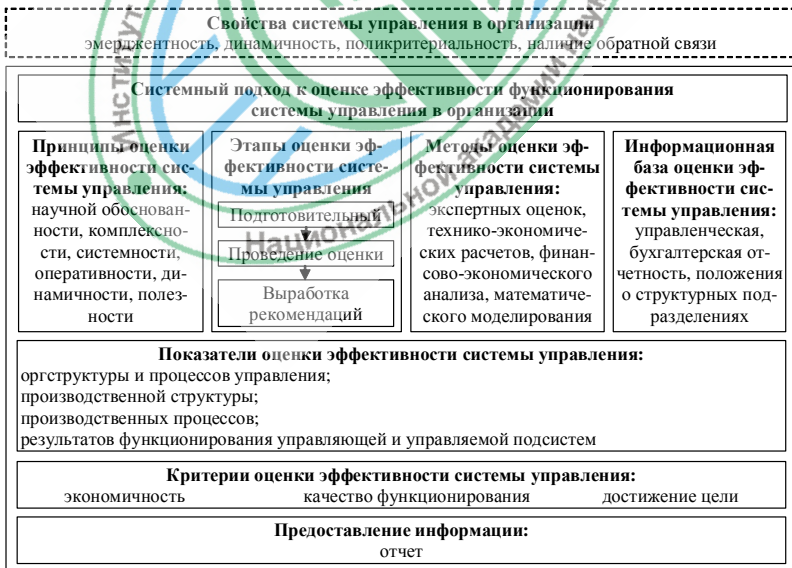 Свойства системы управления в организации
эмерджентность, динамичность, поликритериальность, наличие обратной связи
Системный подход к оценке эффективности функционирования
системы управления в организации
Принципы оценки
эффективности сис-
темы управления:
научной обоснован-
ности, комплексно-
сти, системности,
оперативности, ди-
намичности, полез-
ности
Этапы оценки эф-
фективности систе-
мы управления
Подготовительный
Проведение оценки
Выработка
рекомендаций
Методы оценки эф-
фективности системы
управления:
экспертных оценок,
технико-экономиче-
ских расчетов, финан-
сово-экономического
анализа, математиче-
ского моделирования
Информационная
база оценки эф-
фективности сис-
темы управления:
управленческая,
бухгалтерская от-
четность, положения
о структурных под-
разделениях
Показатели оценки эффективности системы управления:
оргструктуры и процессов управления;
производственной структуры;
производственных процессов;
результатов функционирования управляющей и управляемой подсистем
Критерии оценки эффективности системы управления:
экономичность качество функционирования достижение цели
Предоставление информации:
отчет
Институт
Национальной академии наук